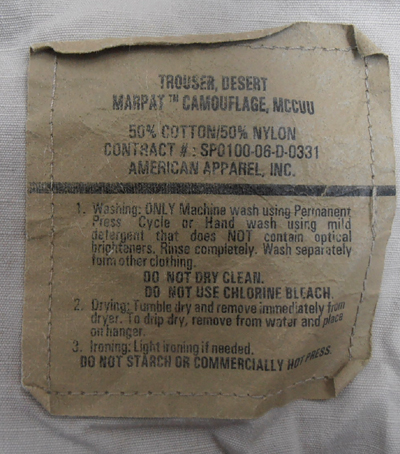 TROUSER, DESERT
MARPAT™ CAMOUFLAGE, MCCUU
50% COTTON/50% NYLON
CONTRACT #.: SP0100-06-D-0331
AMERICAN APPAREL, INC.
1. Washing: ONLY Machine wash using Permanent
Press Cycle or Hand wash using mild
detergent that does NOT contain optical
brighteners. Rinse completely. Wash separately
form other clothing.
DO NOT DRY CLEAN.
DO NOT USE CHLORINE BLEACH.
2. Drying: Tumble dry and remove immediately from
dryer. To drip dry, remove from water and place
on hanger.
3. Ironing: Light ironing if needed.
DO NOT STARCH OR COMMERCIALLY HOT PRESS.